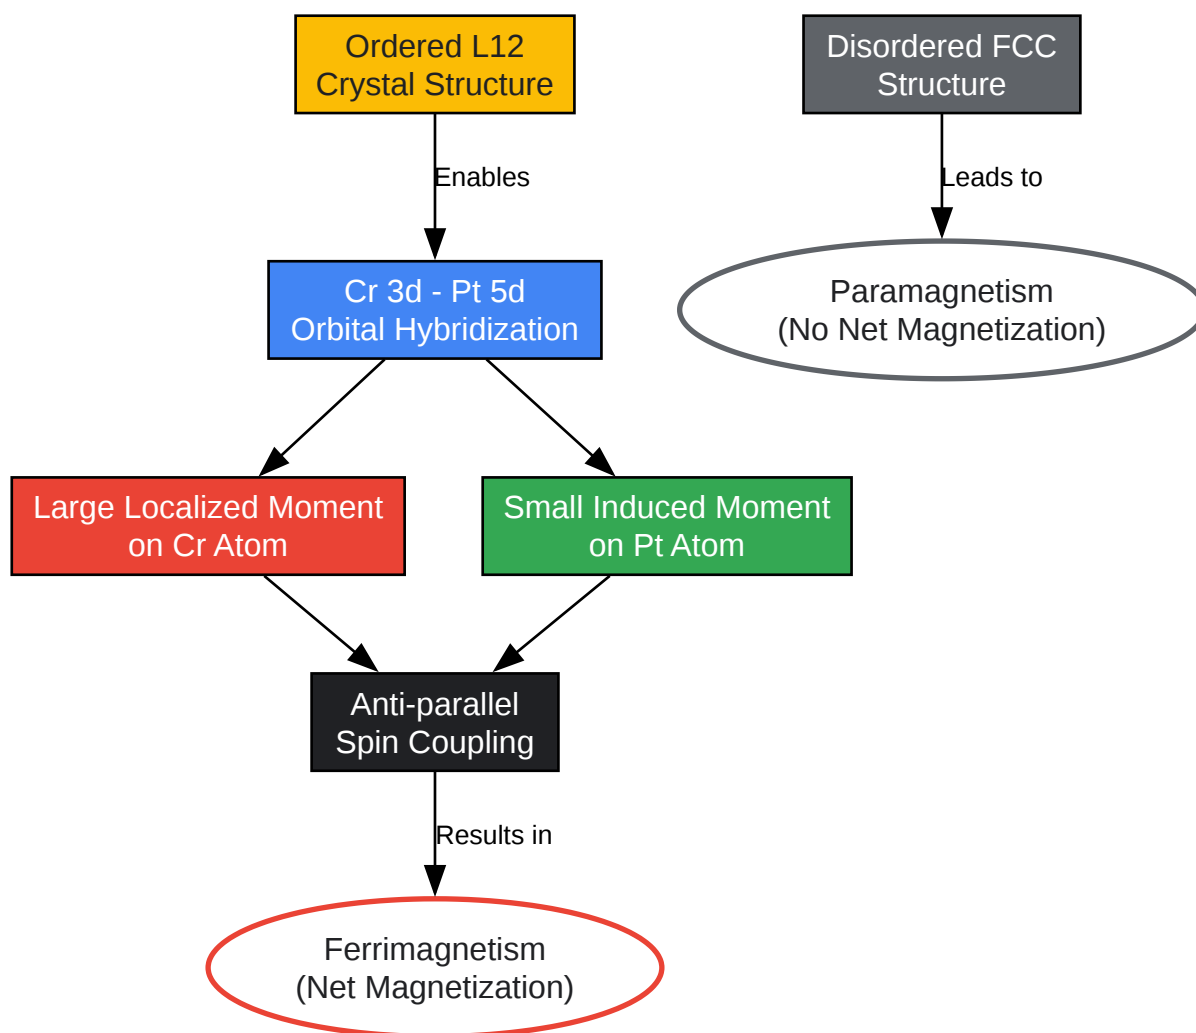 Ordered L12
Crystal Structure
Disordered FCC
Structure
Enables
Leads to
Cr 3d - Pt 5d
Orbital Hybridization
Paramagnetism
(No Net Magnetization)
Large Localized Moment
on Cr Atom
Small Induced Moment
on Pt Atom
Anti-parallel
Spin Coupling
Results in
Ferrimagnetism
(Net Magnetization)